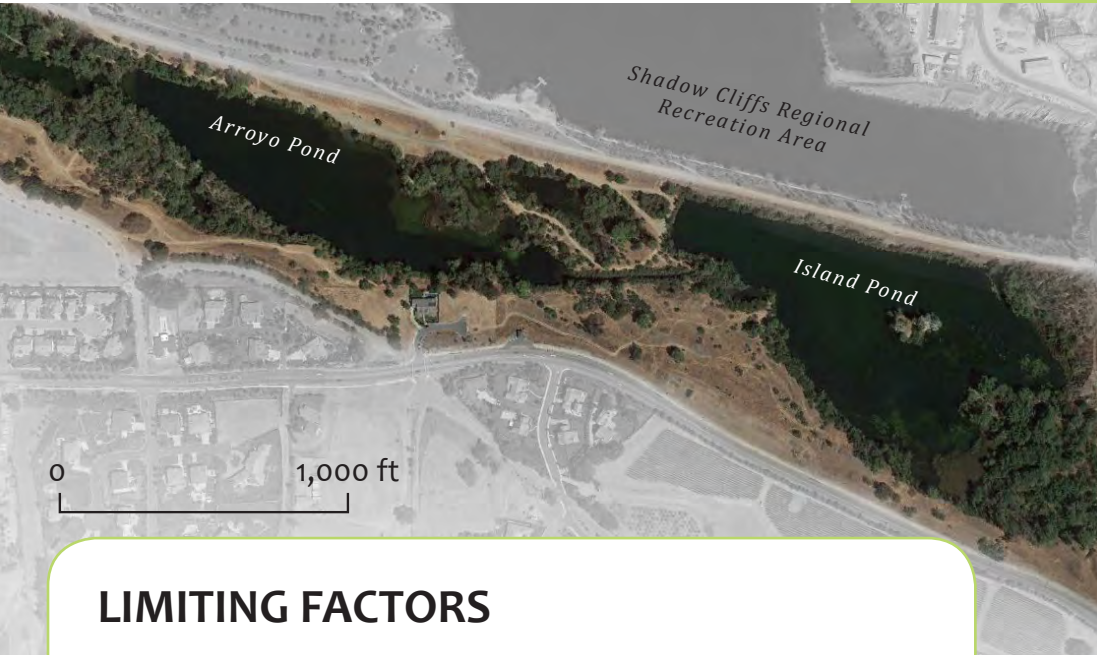 Shadow Cliffs Regional
Recreation Area
Arroyo Pond
Island Pond
0 1,000 ft
LIMITING FACTORS